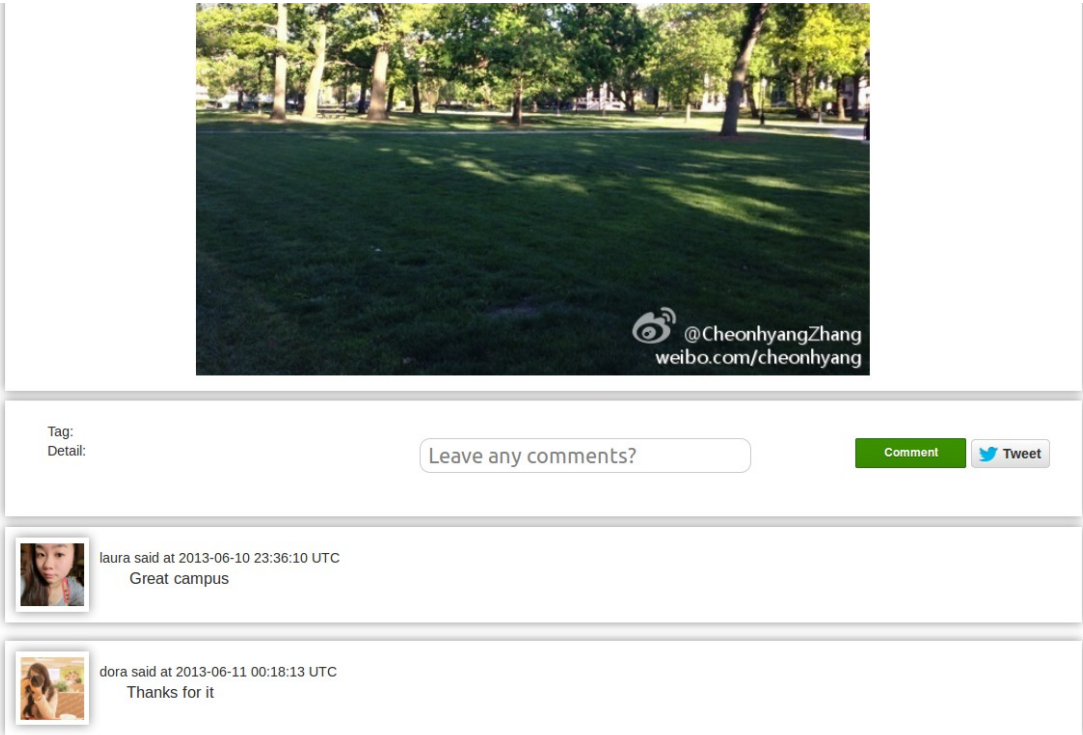 @CheonhyangZhang
weibo.com/cheonhyang
Tag:
Detail:
Leave any comments?
Comment
Tweet
laura said at 2013-06-10 23:36:10 UTC
Great campus
dora said at 2013-06-11 00:18:13 UTC
Thanks for it